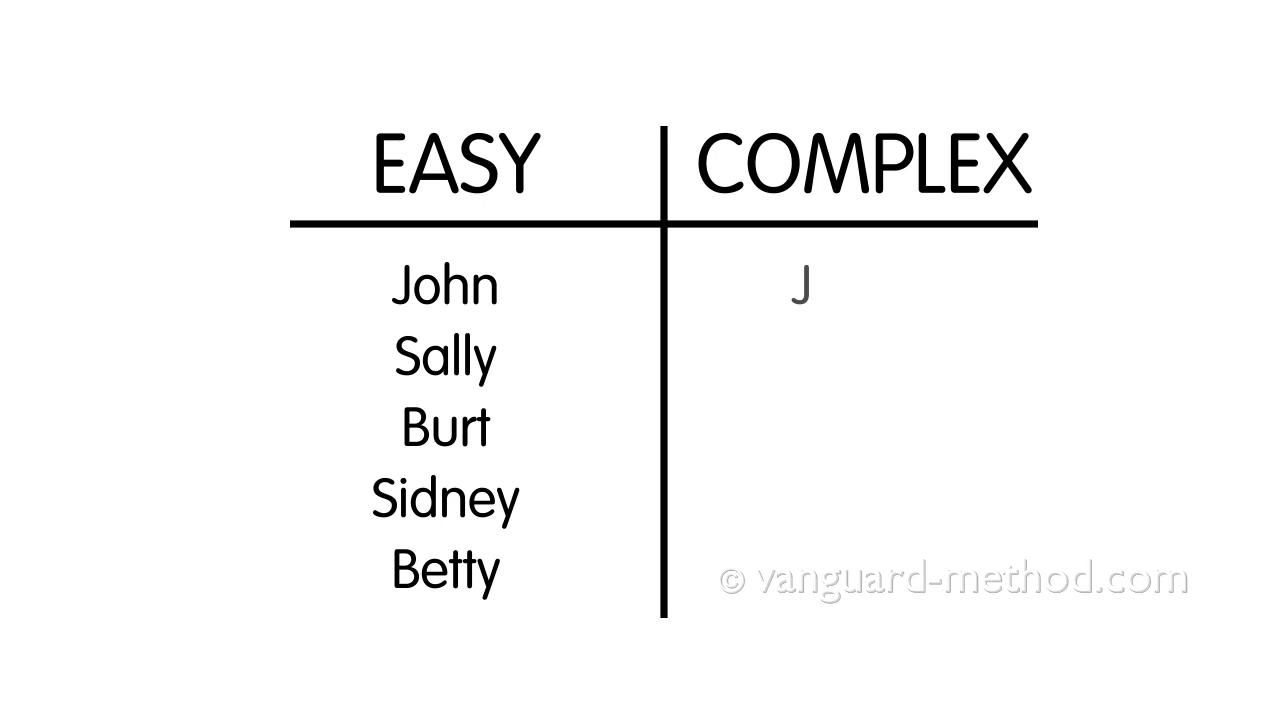 EASY COMPLEX
John J
Sally
Burt
Sidney
Betty
© vanguard-method.com